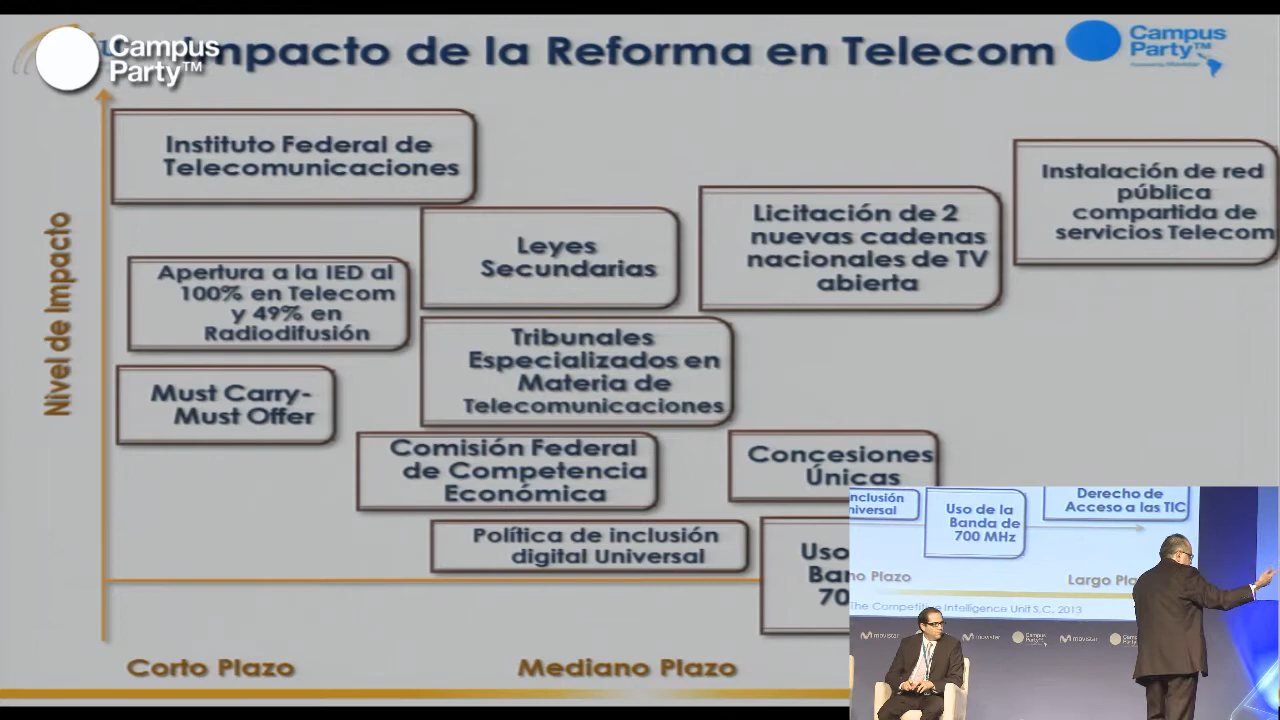 Campus
Party™
Impacto de la Reforma en Telecom
Campus
Party™
Instituto Federal de
Telecomunicaciones
Instalación de red
pública
compartida de
servicios Telecom
Licitación de 2
nuevas cadenas
nacionales de TV
abierta
Leyes
Secundarias
Apertura a la IED al
100% en Telecom
y 49% en
Radiodifusión
Nivel de Impacto
Tribunales
Especializados en
Materia de
Telecomunicaciones
Must Carry-
Must Offer
Comisión Federal
de Competencia
Económica
Concesiones
Únicas
Política de inclusión
digital Universal
Uso
Ban
70
Corto Plazo
Mediano Plazo
nclusión
niversal
Uso de la
Banda de
700 MHz
Derecho de
Acceso a las TIC
no Plazo
Largo Pla
The Competitive Intelligence Unit S.C. 2013
movistar
movistar
Campus
Party
movistar
Campus
Party